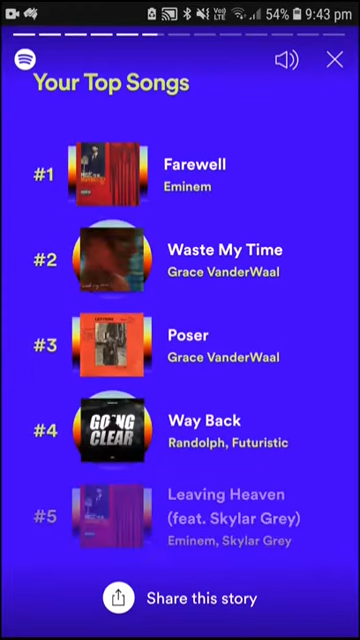 54% 9:43 pm
Your Top Songs
#1
Farewell
Eminem
#2
Waste My Time
Grace VanderWaal
#3
Poser
Grace VanderWaal
GOING
CLEAR
#4
Way Back
Randolph, Futuristic
#5
Leaving Heaven
(feat. Skylar Grey)
Eminem, Skylar Grey
Share this story